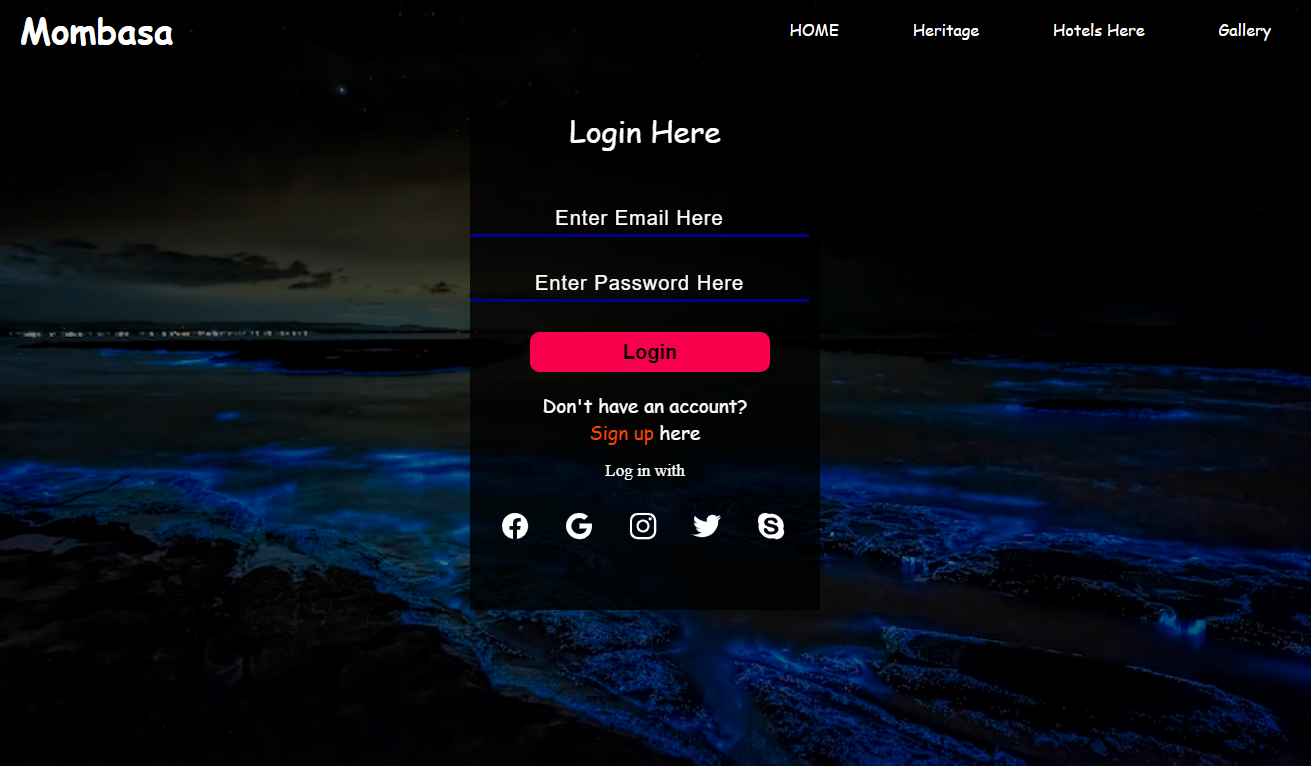 Mombasa
HOME Heritage Hotels Here Gallery
Login Here
Enter Email Here
Enter Password Here
Login
Don't have an account?
Sign up here
Log in with